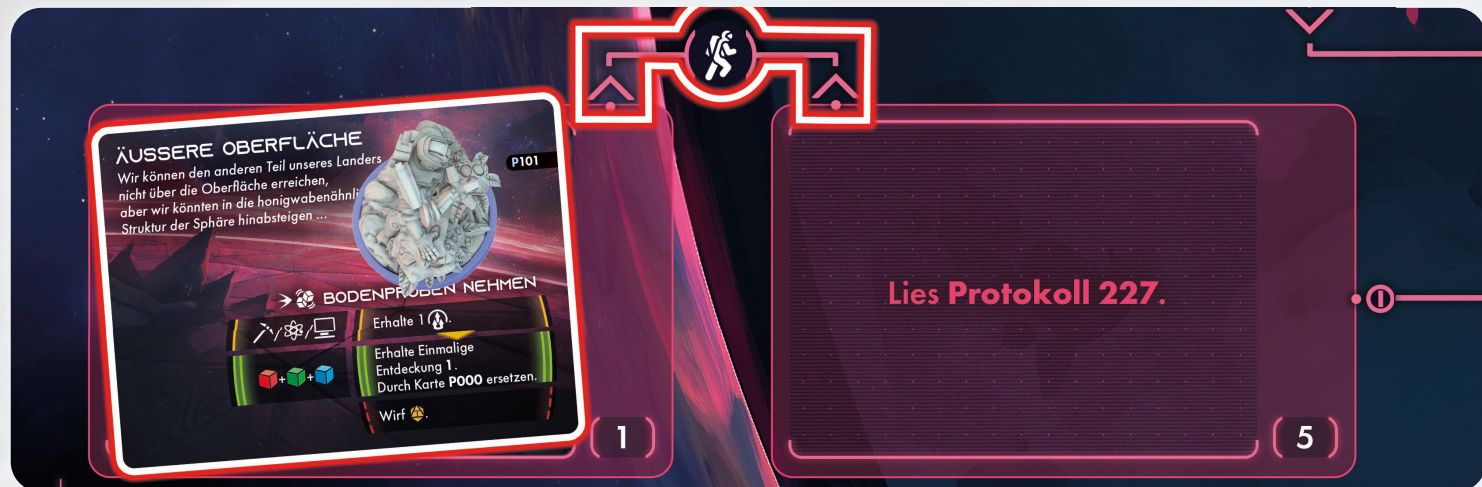 ÄUSSERE OBERFLÄCHE
Wir können den anderen Teil unseres Landers
nicht über die Oberfläche erreichen,
aber wir könnten in die honigwabenähnli
Struktur der Sphäre hinabsteigen ...
P101
BODENPROBEN NEHMEN
Erhalte 1 .
Erhalte Einmalige
Entdeckung 1.
Durch Karte P000 ersetzen.
Wirf .
1
Lies Protokoll 227.
5